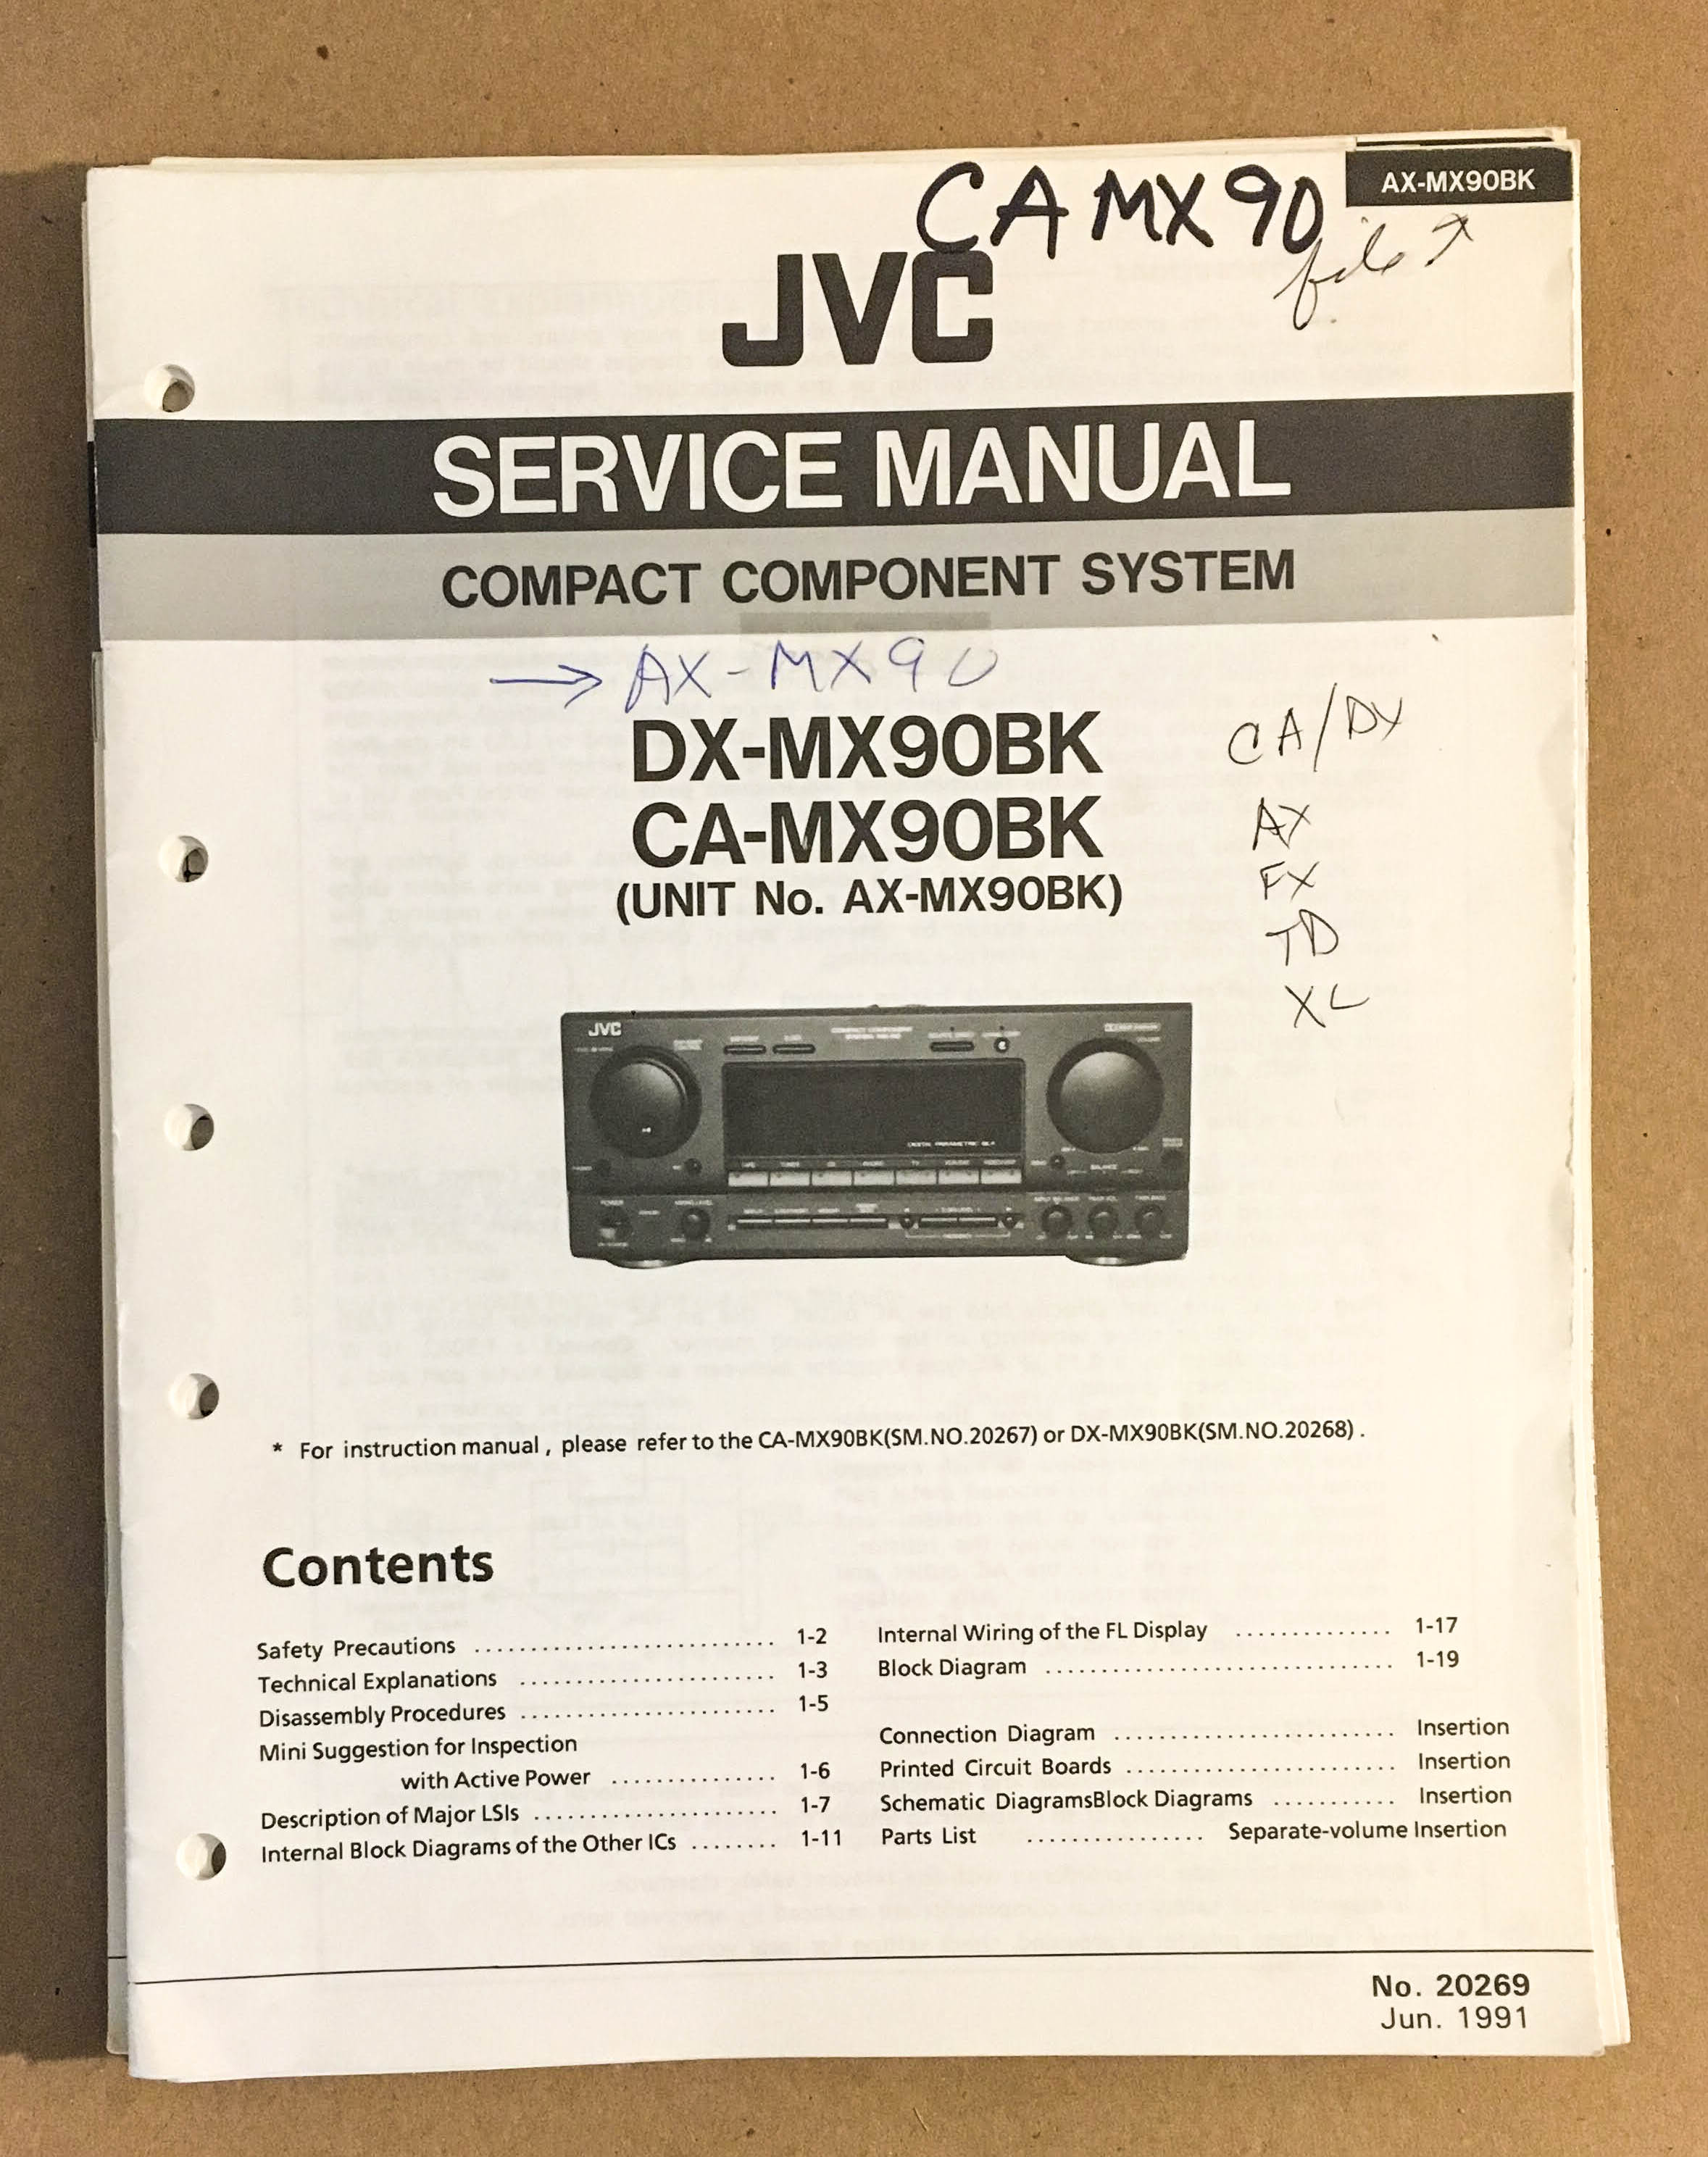 CA MX90
AX-MX90BK
file
JVC
SERVICE MANUAL
COMPACT COMPONENT SYSTEM
→ AX-MX90
DX-MX90BK
CA-MX90BK
(UNIT No. AX-MX90BK)
CA/DX
AX
FX
TD
XL
JVC
* For instruction manual, please refer to the CA-MX90BK(SM.NO.20267) or DX-MX90BK(SM.NO.20268).
Contents
Safety Precautions .......................... 1-2
Technical Explanations ...................... 1-3
Disassembly Procedures ...................... 1-5
Mini Suggestion for Inspection
with Active Power ............... 1-6
Description of Major LSIs ...................... 1-7
Internal Block Diagrams of the Other ICs ........ 1-11
Internal Wiring of the FL Display .............. 1-17
Block Diagram ............................... 1-19
Connection Diagram ......................... Insertion
Printed Circuit Boards ........................ Insertion
Schematic DiagramsBlock Diagrams ........... Insertion
Parts List ................ Separate-volume Insertion
No. 20269
Jun. 1991